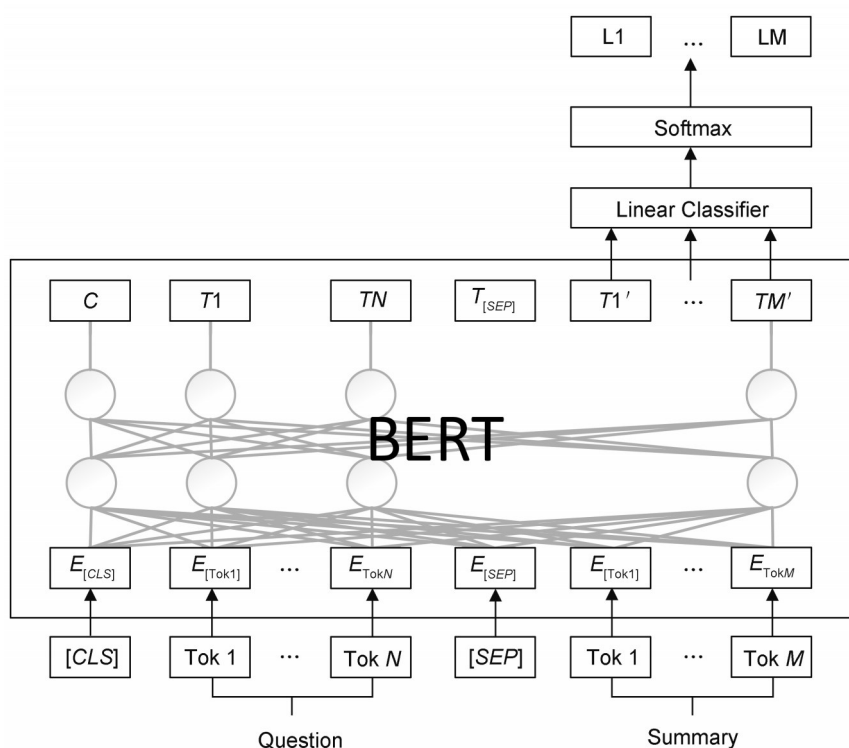 L1 ... LM
Softmax
Linear Classifier
C T1 TN T[SEP] T1′ ... TM′
BERT
E[CLS] E[Tok1] ... ETokN E[SEP] E[Tok1] ... ETokM
[CLS] Tok 1 ... Tok N [SEP] Tok 1 ... Tok M
Question Summary